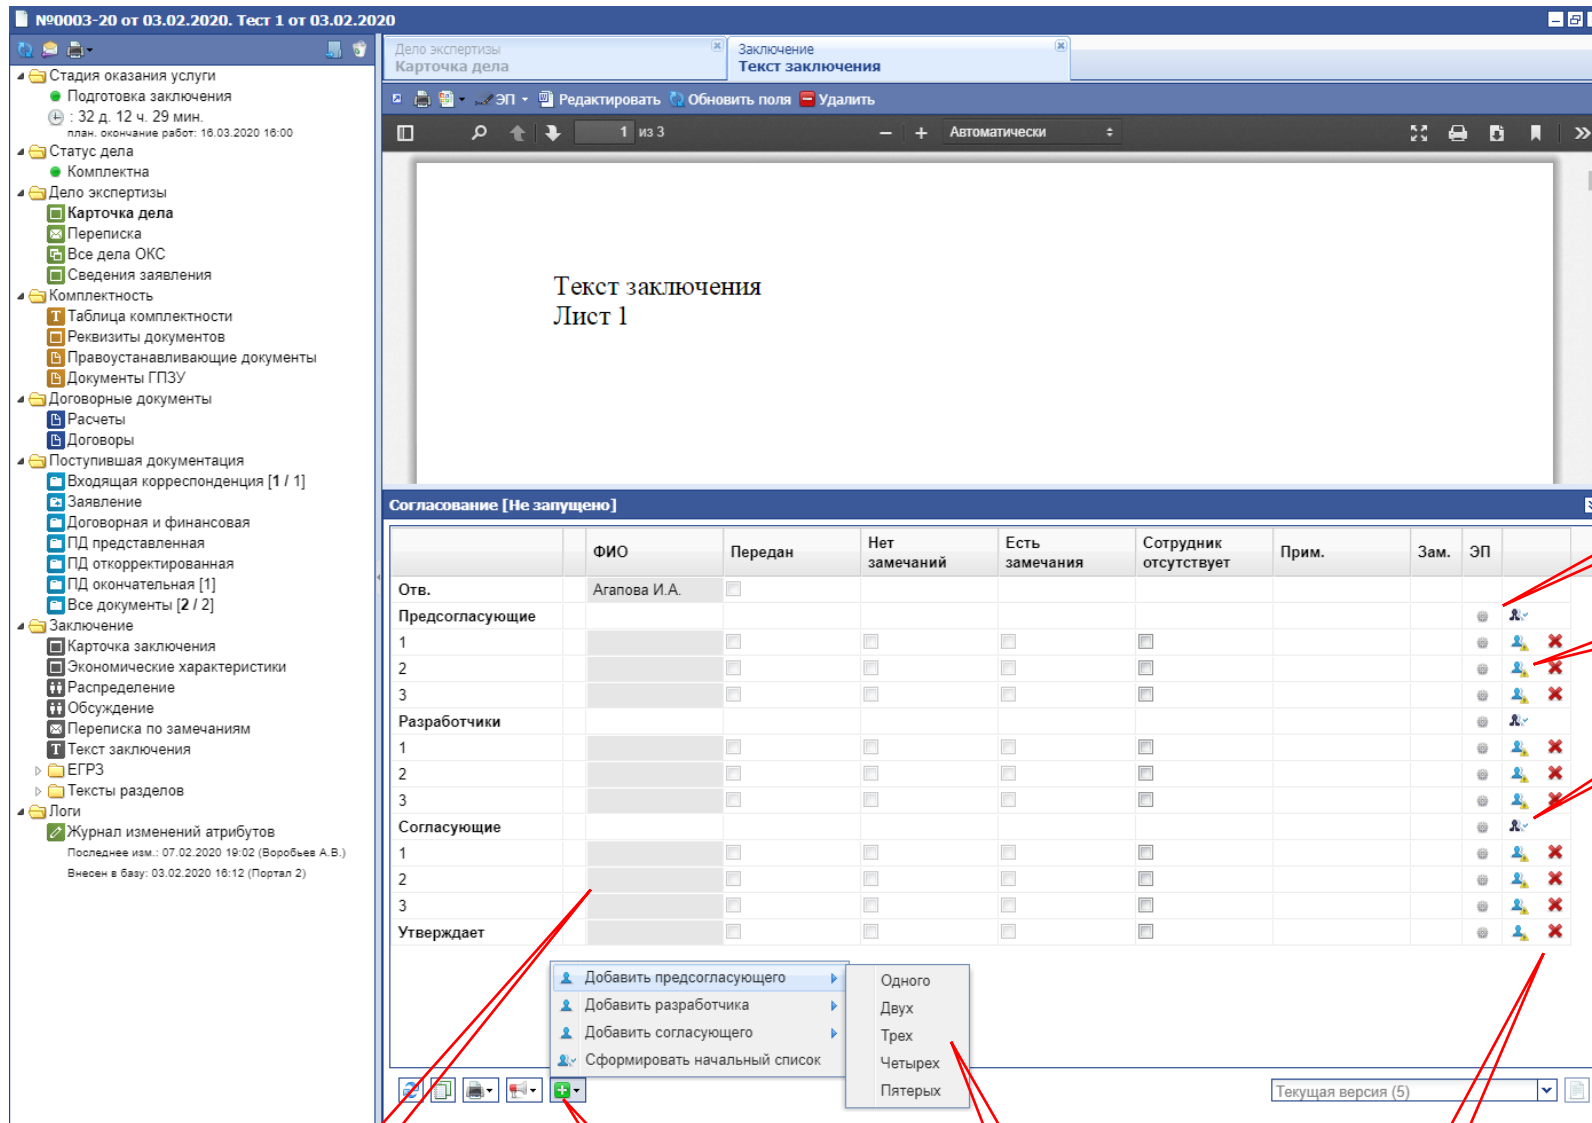 №0003-20 от 03.02.2020. Тест 1 от 03.02.2020
Стадия оказания услуги
Подготовка заключения
: 32 д. 12 ч. 29 мин.
план. окончание работ: 16.03.2020 16:00
Статус дела
Комплектна
Дело экспертизы
Карточка дела
Переписка
Все дела ОКС
Сведения заявления
Комплектность
Таблица комплектности
Реквизиты документов
Правоустанавливающие документы
Документы ГПЗУ
Договорные документы
Расчеты
Договоры
Поступившая документация
Входящая корреспонденция [1 / 1]
Заявление
Договорная и финансовая
ПД представленная
ПД откорректированная
ПД окончательная [1]
Все документы [2 / 2]
Заключение
Карточка заключения
Экономические характеристики
Распределение
Обсуждение
Переписка по замечаниям
Текст заключения
ЕГРЗ
Тексты разделов
Логи
Журнал изменений атрибутов
Последнее изм.: 07.02.2020 19:02 (Воробьев А.В.)
Внесен в базу: 03.02.2020 16:12 (Портал 2)
Дело экспертизы
Карточка дела
Заключение
Текст заключения
ЭП Редактировать Обновить поля Удалить
1 из 3 Автоматически
Текст заключения
Лист 1
Согласование [Не запущено]
ФИО Передан Нет замечаний Есть замечания Сотрудник отсутствует Прим. Зам. ЭП
Отв. Агапова И.А.
Предсогласующие
1
2
3
Разработчики
1
2
3
Согласующие
1
2
3
Утверждает
Добавить предсогласующего
Добавить разработчика
Добавить согласующего
Сформировать начальный список
Одного
Двух
Трех
Четырех
Пятерых
Текущая версия (5)